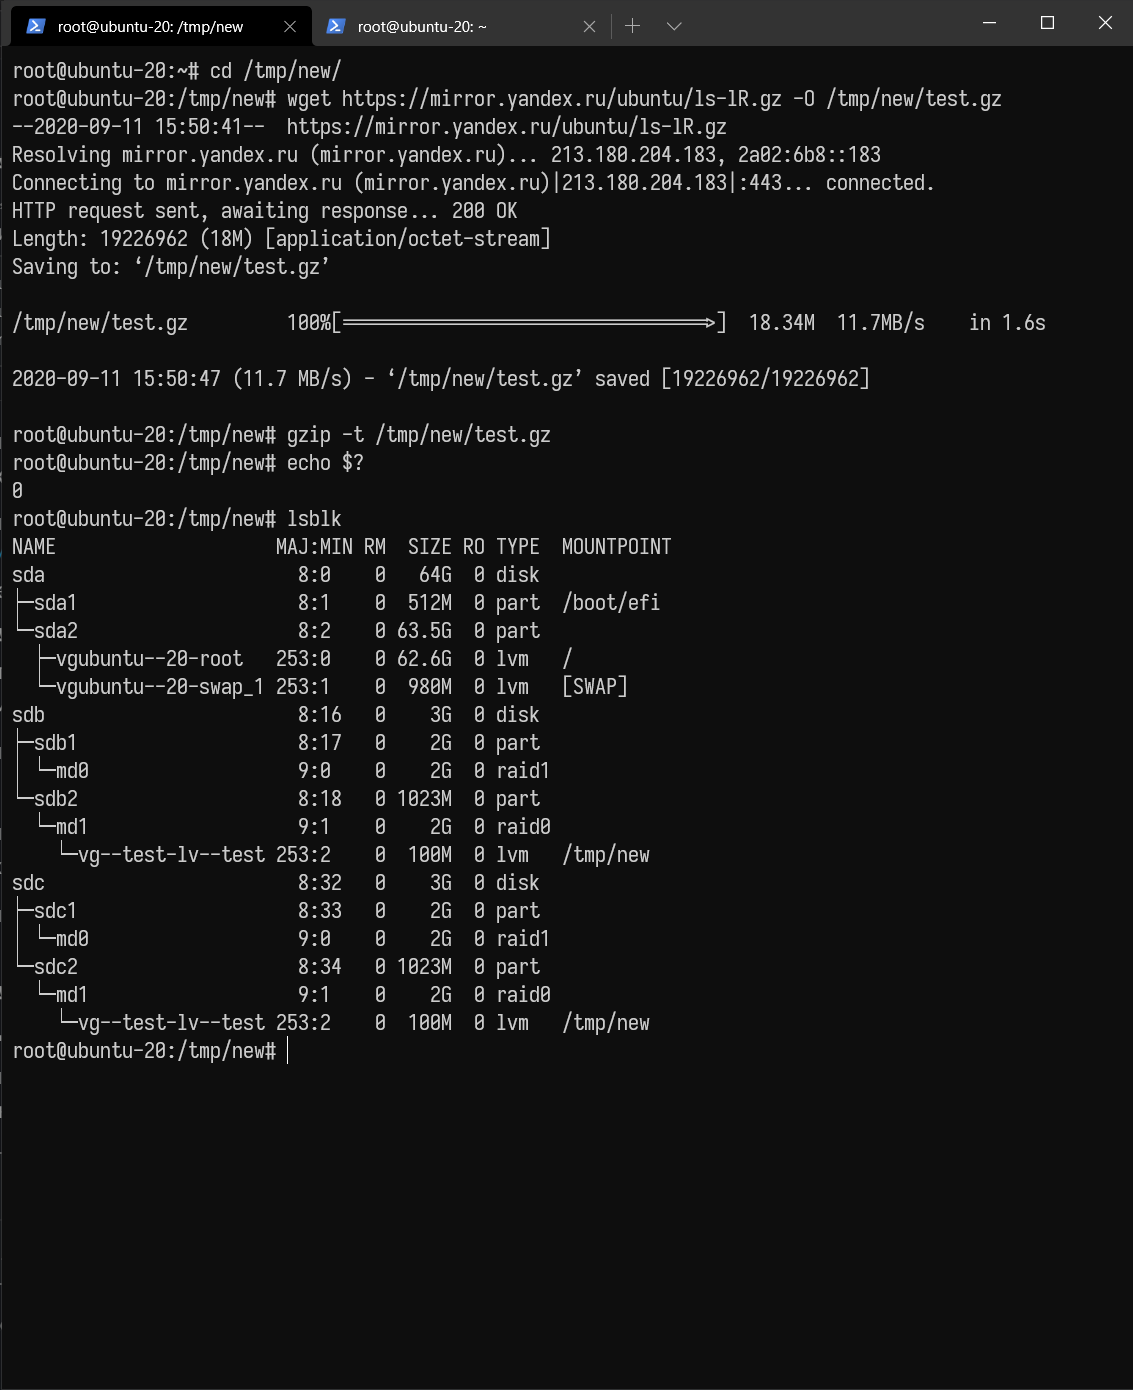 root@ubuntu-20: /tmp/new
root@ubuntu-20: ~
root@ubuntu-20:~# cd /tmp/new/
root@ubuntu-20:/tmp/new# wget https://mirror.yandex.ru/ubuntu/ls-lR.gz -O /tmp/new/test.gz
--2020-09-11 15:50:41--  https://mirror.yandex.ru/ubuntu/ls-lR.gz
Resolving mirror.yandex.ru (mirror.yandex.ru)... 213.180.204.183, 2a02:6b8::183
Connecting to mirror.yandex.ru (mirror.yandex.ru)|213.180.204.183|:443... connected.
HTTP request sent, awaiting response... 200 OK
Length: 19226962 (18M) [application/octet-stream]
Saving to: ‘/tmp/new/test.gz’
/tmp/new/test.gz         100%[=================================>]  18.34M  11.7MB/s    in 1.6s
2020-09-11 15:50:47 (11.7 MB/s) - ‘/tmp/new/test.gz’ saved [19226962/19226962]
root@ubuntu-20:/tmp/new# gzip -t /tmp/new/test.gz
root@ubuntu-20:/tmp/new# echo $?
0
root@ubuntu-20:/tmp/new# lsblk
NAME                    MAJ:MIN RM  SIZE RO TYPE  MOUNTPOINT
sda                       8:0    0   64G  0 disk
├─sda1                    8:1    0  512M  0 part  /boot/efi
└─sda2                    8:2    0 63.5G  0 part
  ├─vgubuntu--20-root   253:0    0 62.6G  0 lvm   /
  └─vgubuntu--20-swap_1 253:1    0  980M  0 lvm   [SWAP]
sdb                       8:16   0    3G  0 disk
├─sdb1                    8:17   0    2G  0 part
│ └─md0                   9:0    0    2G  0 raid1
└─sdb2                    8:18   0 1023M  0 part
  └─md1                   9:1    0    2G  0 raid0
    └─vg--test-lv--test 253:2    0  100M  0 lvm   /tmp/new
sdc                       8:32   0    3G  0 disk
├─sdc1                    8:33   0    2G  0 part
│ └─md0                   9:0    0    2G  0 raid1
└─sdc2                    8:34   0 1023M  0 part
  └─md1                   9:1    0    2G  0 raid0
    └─vg--test-lv--test 253:2    0  100M  0 lvm   /tmp/new
root@ubuntu-20:/tmp/new#